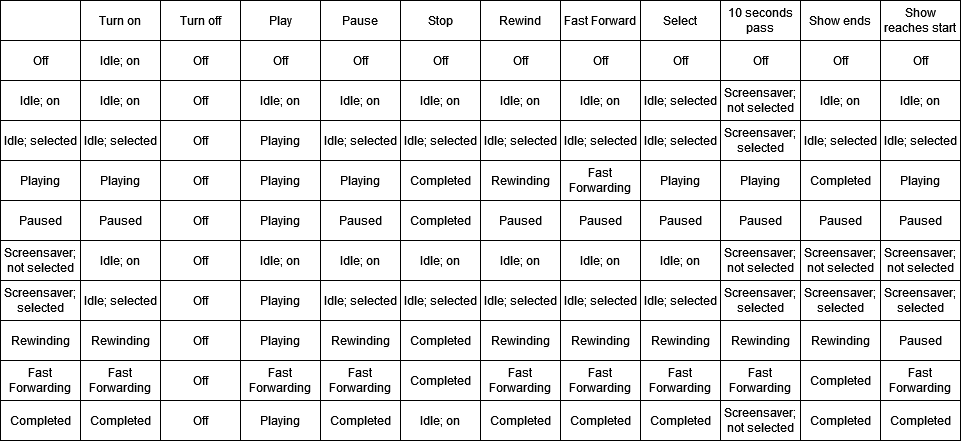 Turn on Turn off Play Pause Stop Rewind Fast Forward Select 10 seconds pass Show ends Show reaches start
Off Idle; on Off Off Off Off Off Off Off Off Off Off
Idle; on Idle; on Off Idle; on Idle; on Idle; on Idle; on Idle; on Idle; selected Screensaver; not selected Idle; on Idle; on
Idle; selected Idle; selected Off Playing Idle; selected Idle; selected Idle; selected Idle; selected Idle; selected Screensaver; selected Idle; selected Idle; selected
Playing Playing Off Playing Playing Completed Rewinding Fast Forwarding Playing Playing Completed Playing
Paused Paused Off Playing Paused Completed Paused Paused Paused Paused Paused Paused
Screensaver; not selected Idle; on Off Idle; on Idle; on Idle; on Idle; on Idle; on Idle; on Screensaver; not selected Screensaver; not selected Screensaver; not selected
Screensaver; selected Idle; selected Off Playing Idle; selected Idle; selected Idle; selected Idle; selected Idle; selected Screensaver; selected Screensaver; selected Screensaver; selected
Rewinding Rewinding Off Playing Rewinding Completed Rewinding Rewinding Rewinding Rewinding Rewinding Paused
Fast Forwarding Fast Forwarding Off Fast Forwarding Fast Forwarding Completed Fast Forwarding Fast Forwarding Fast Forwarding Fast Forwarding Completed Fast Forwarding
Completed Completed Off Playing Completed Idle; on Completed Completed Completed Screensaver; not selected Completed Completed